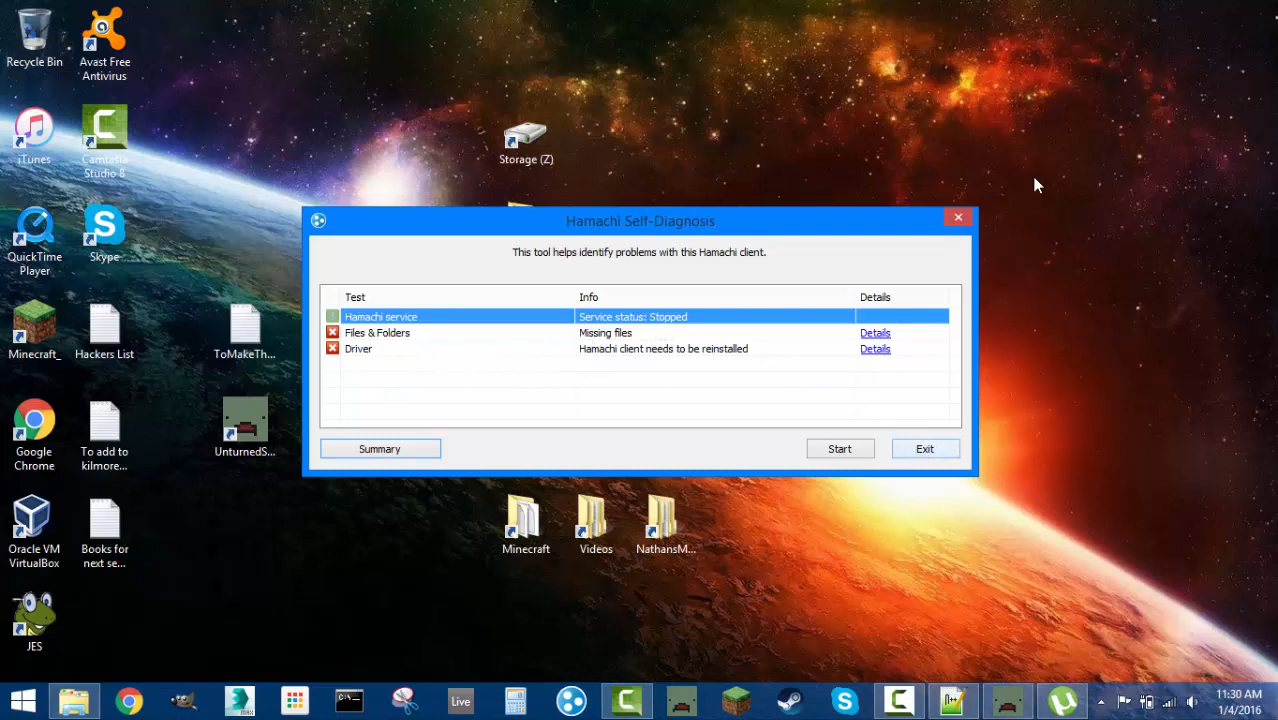 Recycle Bin
Avast Free
Antivirus
iTunes
Camtasia
Studio 8
Storage (Z)
QuickTime
Player
Skype
Hamachi Self-Diagnosis
This tool helps identify problems with this Hamachi client.
Test Info Details
Hamachi service Service status: Stopped
Files & Folders Missing files Details
Driver Hamachi client needs to be reinstalled Details
Summary Start Exit
Minecraft_
Hackers List
ToMakeTh...
Google
Chrome
To add to
kilmore...
UnturnedS...
Oracle VM
VirtualBox
Books for
next se...
Minecraft
Videos
NathansM...
JES
MAX
Live
11:30 AM
1/4/2016